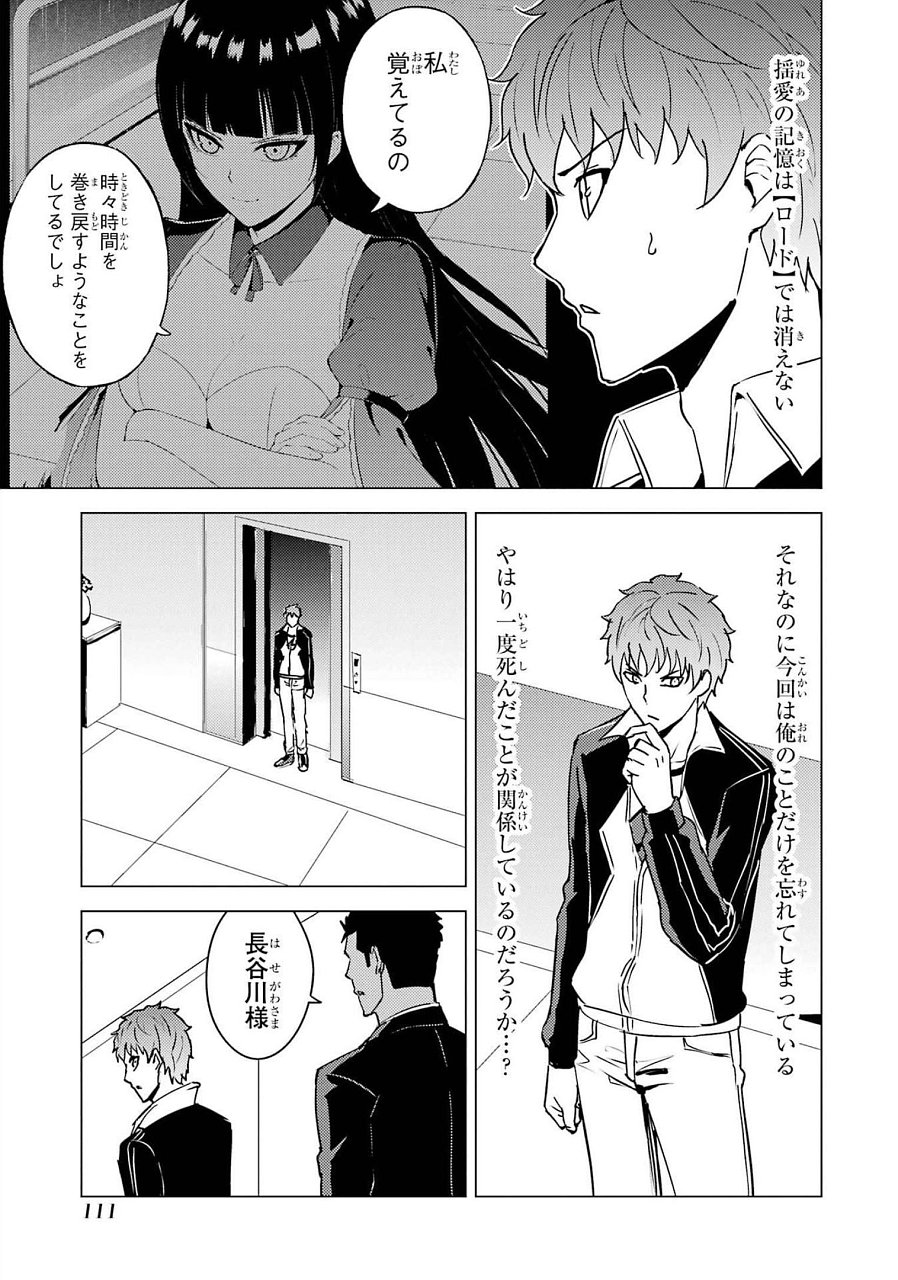 揺愛の記憶は【ロード】では消えない
私
覚えてるの
時々時間を
巻き戻すようなことを
してるでしょ
それなのに今回は俺のことだけを忘れてしまっている
やはり一度死んだことが関係しているのだろうか…?
長谷川様
111